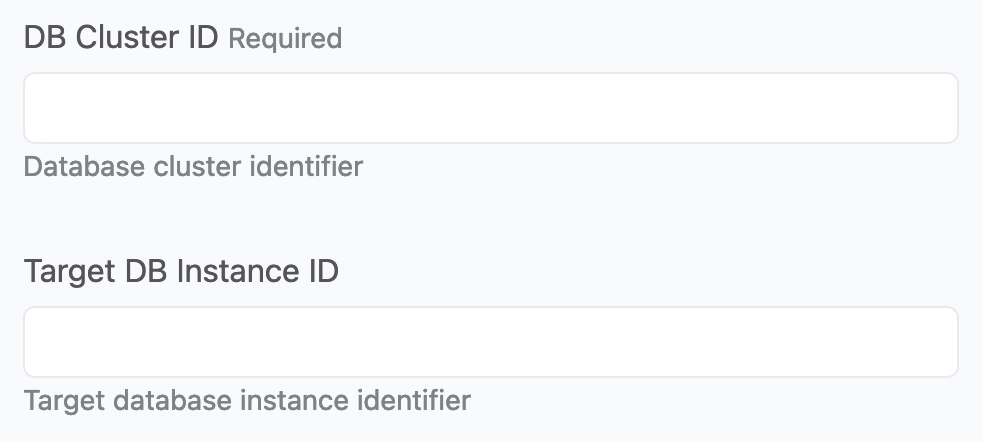 DB Cluster ID Required
Database cluster identifier
Target DB Instance ID
Target database instance identifier